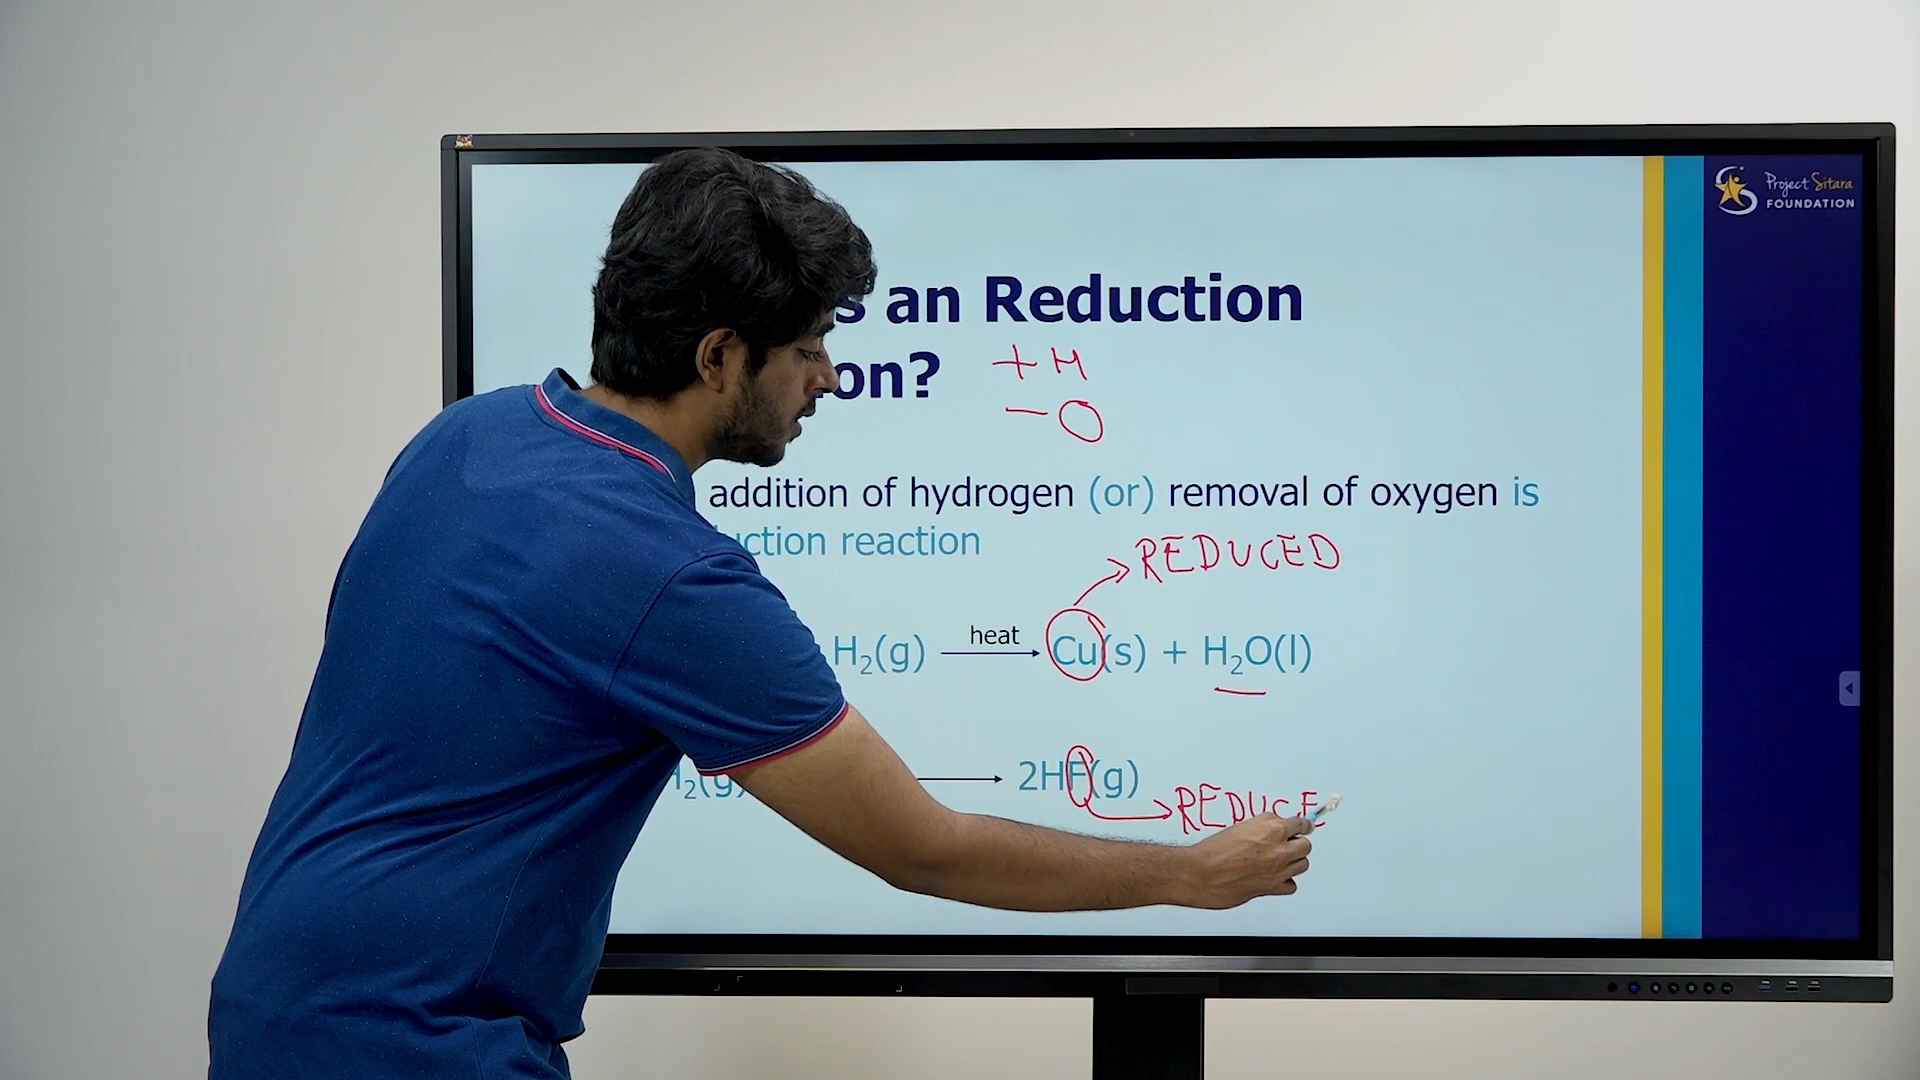 Project Sitara
FOUNDATION
s an Reduction
on?
+ H
- O
addition of hydrogen (or) removal of oxygen is
uction reaction
REDUCED
H₂(g) heat → Cu(s) + H₂O(l)
H₂(g) → 2HF(g)
REDUCE